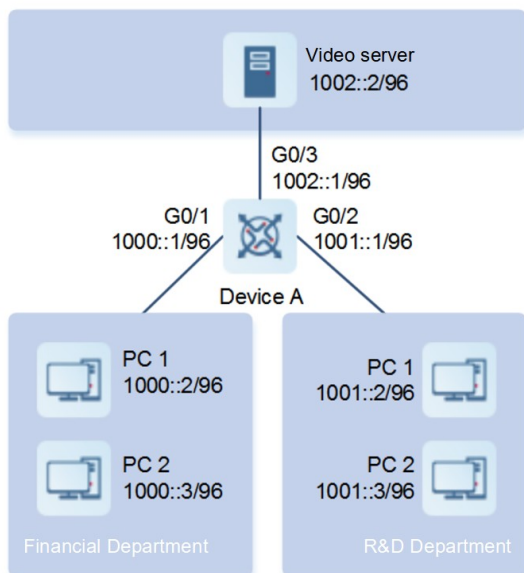 Video server
1002::2/96
G0/3
1002::1/96
G0/1
1000::1/96
G0/2
1001::1/96
Device A
PC 1
1000::2/96
PC 2
1000::3/96
Financial Department
PC 1
1001::2/96
PC 2
1001::3/96
R&D Department